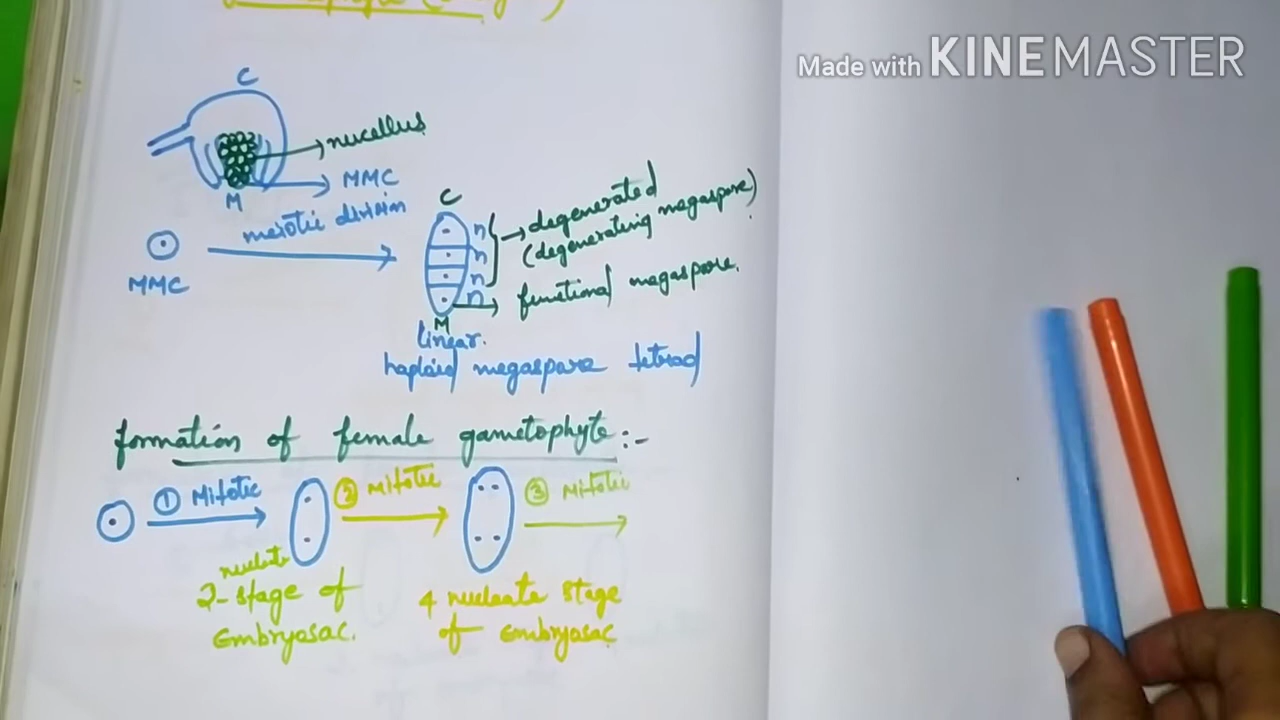 Made with KINEMASTER
C
nucellus
MMC
M
meiotic division
MMC
C
n
n
n
n
degenerated
(degenerating megaspore)
functional megaspore.
M
linear.
haploid megaspore tetrad
formation of female gametophyte:-
① Mitotic
② Mitotic
③ Mitotic
nucleate
2-stage of
Embryosac.
4 nucleate stage
of Embryosac